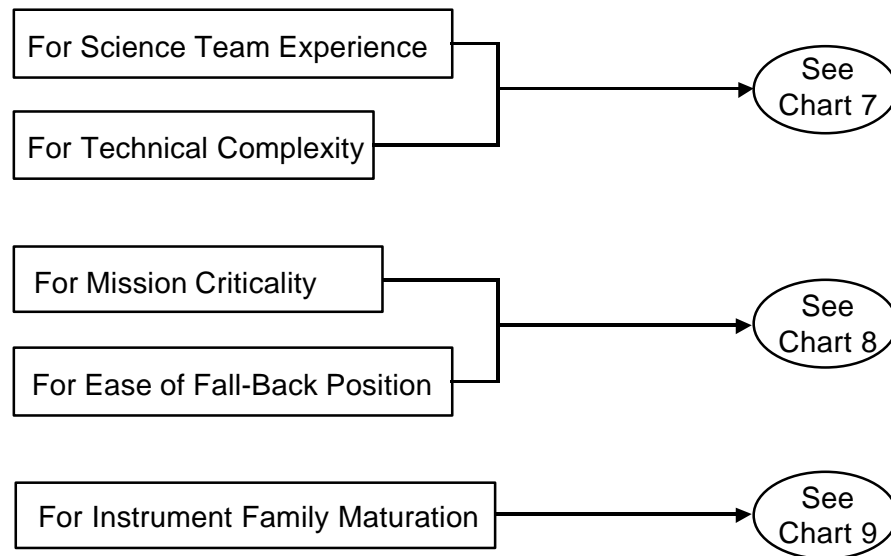 For Science Team Experience
See
Chart 7
For Technical Complexity
For Mission Criticality
See
Chart 8
For Ease of Fall-Back Position
For Instrument Family Maturation
See
Chart 9